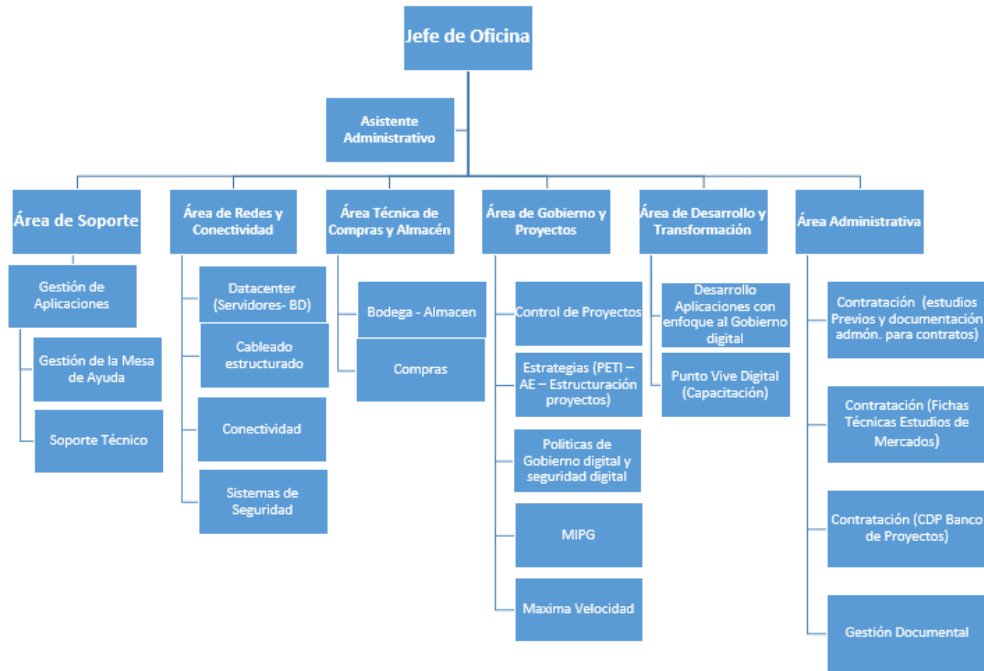 Jefe de Oficina
Asistente
Administrativo
Área de Soporte
Área de Redes y
Conectividad
Área Técnica de
Compras y Almacén
Área de Gobierno y
Proyectos
Área de Desarrollo y
Transformación
Área Administrativa
Gestión de
Aplicaciones
Gestión de la Mesa
de Ayuda
Soporte Técnico
Datacenter
(Servidores- BD)
Cableado
estructurado
Conectividad
Sistemas de
Seguridad
Bodega - Almacen
Compras
Control de Proyectos
Estrategias (PETI –
AE – Estructuración
proyectos)
Politicas de
Gobierno digital y
seguridad digital
MIPG
Maxima Velocidad
Desarrollo
Aplicaciones con
enfoque al Gobierno
digital
Punto Vive Digital
(Capacitación)
Contratación (estudios
Previos y documentación
admón. para contratos)
Contratación (Fichas
Técnicas Estudios de
Mercados)
Contratación (CDP Banco
de Proyectos)
Gestión Documental